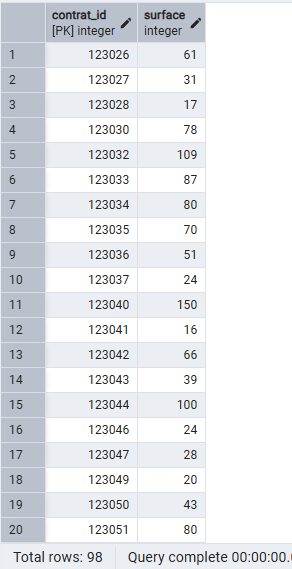 contrat_id surface
[PK] integer integer
1 123026 61
2 123027 31
3 123028 17
4 123030 78
5 123032 109
6 123033 87
7 123034 80
8 123035 70
9 123036 51
10 123037 24
11 123040 150
12 123041 16
13 123042 66
14 123043 39
15 123044 100
16 123046 24
17 123047 28
18 123049 20
19 123050 43
20 123051 80
Total rows: 98 Query complete 00:00:00.